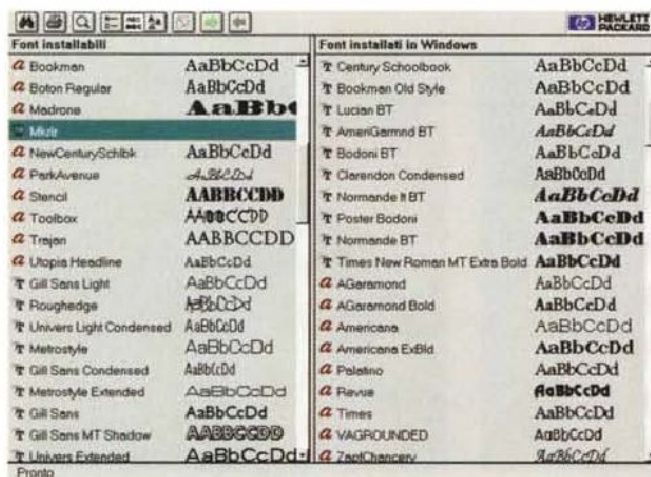 HEWLETT
PACKARD
Font installabili
Bookman AaBbCcDd
Boton Regular AaBbCcDd
Madrone AaBb
NewCenturySchlbk AaBbCcDd
ParkAvenue AaBbCcDd
Stencil AABBCCDD
Toolbox AABBCCDD
Trajan AABBCCDD
Utopia Headline AaBbCcDd
Gill Sans Light AaBbCcDd
Roughedge AaBbCcDd
Univers Light Condensed AaBbCcDd
Metrostyle AaBbCcDd
Gill Sans Condensed AaBbCcDd
Metrostyle Extended AaBbCcDd
Gill Sans AaBbCcDd
Gill Sans MT Shadow AABBCCDD
Univers Extended AaBbCcDd
Font installati in Windows
Century Schoolbook AaBbCcDd
Bookman Old Style AaBbCcDd
Lucian BT AaBbCcDd
AmeriGarmnd BT AaBbCcDd
Bodoni BT AaBbCcDd
Clarendon Condensed AaBbCcDd
Normande It BT AaBbCcDd
Poster Bodoni AaBbCcDd
Normande BT AaBbCcDd
Times New Roman MT Extra Bold AaBbCcDd
AGaramond AaBbCcDd
AGaramond Bold AaBbCcDd
Americana AaBbCcDd
Americana ExBld AaBbCcDd
Palatino AaBbCcDd
Revue AaBbCcDd
Times AaBbCcDd
VAGROUNDED AaBbCcDd
ZapfChancery AaBbCcDd
Pronto